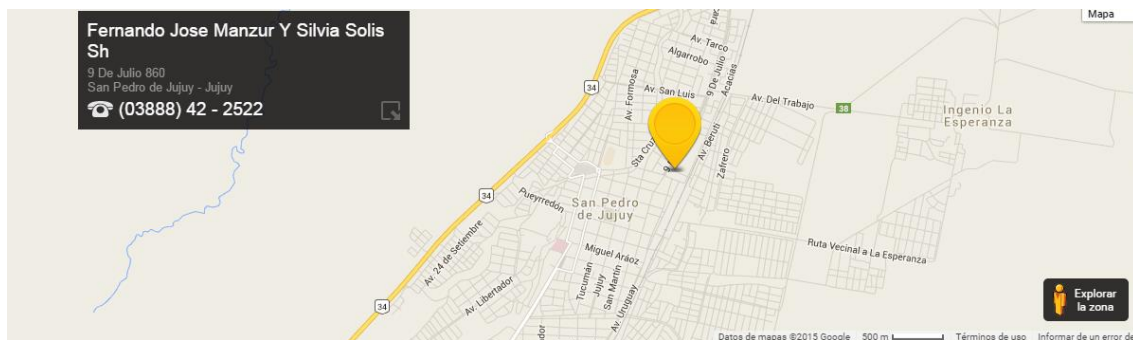 Fernando Jose Manzur Y Silvia Solis
Sh
9 De Julio 860
San Pedro de Jujuy - Jujuy
(03888) 42 - 2522
Mapa
Av. Tarco
Algarrobo
34
Av. San Luis
9 De Julio
Acacias
Av. Formosa
Av. Del Trabajo
38
Ingenio La
Esperanza
Av. Beruti
Zafrero
Sta Cruz
34
Pueyrredón
San Pedro
de Jujuy
Av. 24 de Setiembre
Miguel Aráoz
Ruta Vecinal a La Esperanza
Tucumán
Jujuy
San Martín
Av. Libertador
Av. Uruguay
34
Explorar
la zona
Datos de mapas ©2015 Google
500 m
Términos de uso
Informar de un error de